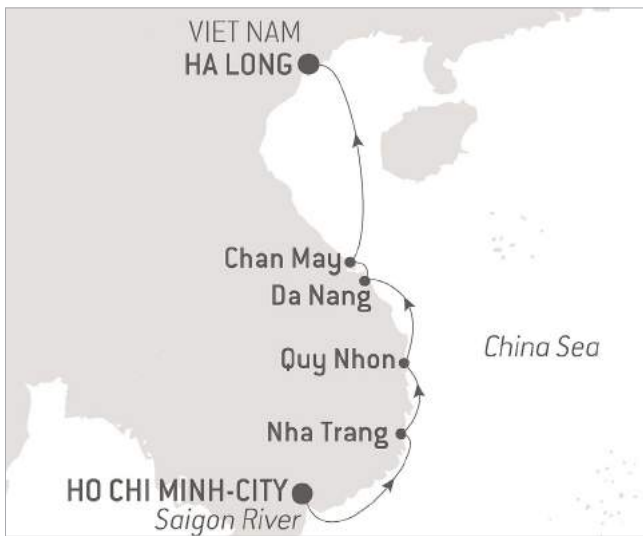 VIET NAM
HA LONG
Chan May
Da Nang
Quy Nhon
China Sea
Nha Trang
HO CHI MINH-CITY
Saigon River